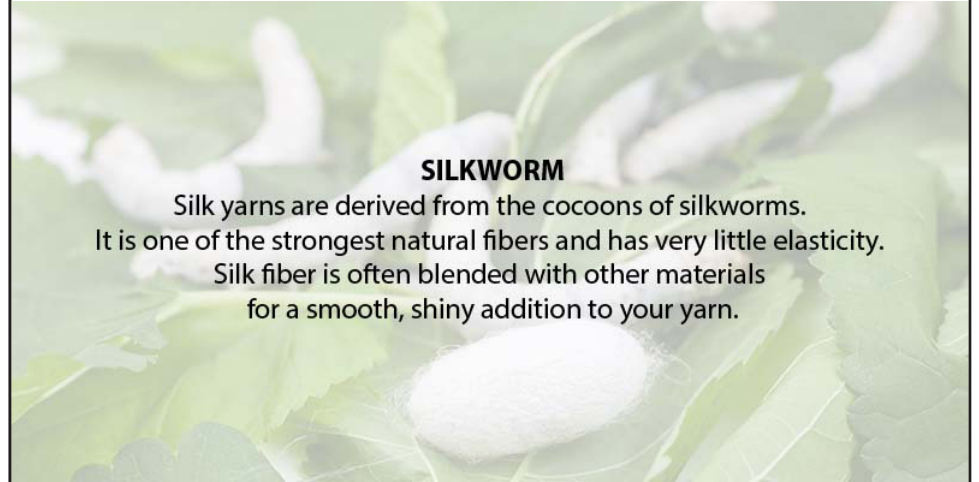 SILKWORM
Silk yarns are derived from the cocoons of silkworms.
It is one of the strongest natural fibers and has very little elasticity.
Silk fiber is often blended with other materials
for a smooth, shiny addition to your yarn.